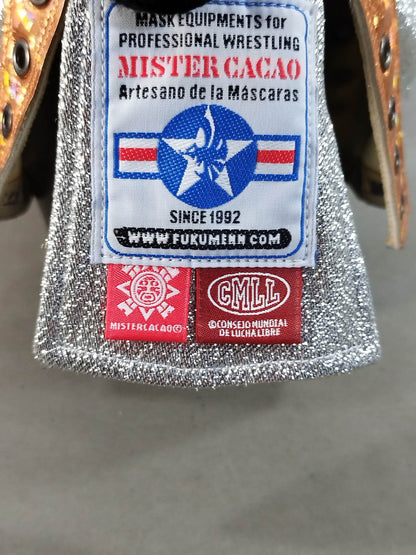 MASK EQUIPMENTS for
PROFESSIONAL WRESTLING
MISTER CACAO
Artesano de la Máscaras
SINCE 1992
WWW.FUKUMENN.COM
MISTERCACAO©
CMLL
©CONSEJO MUNDIAL
DE LUCHA LIBRE